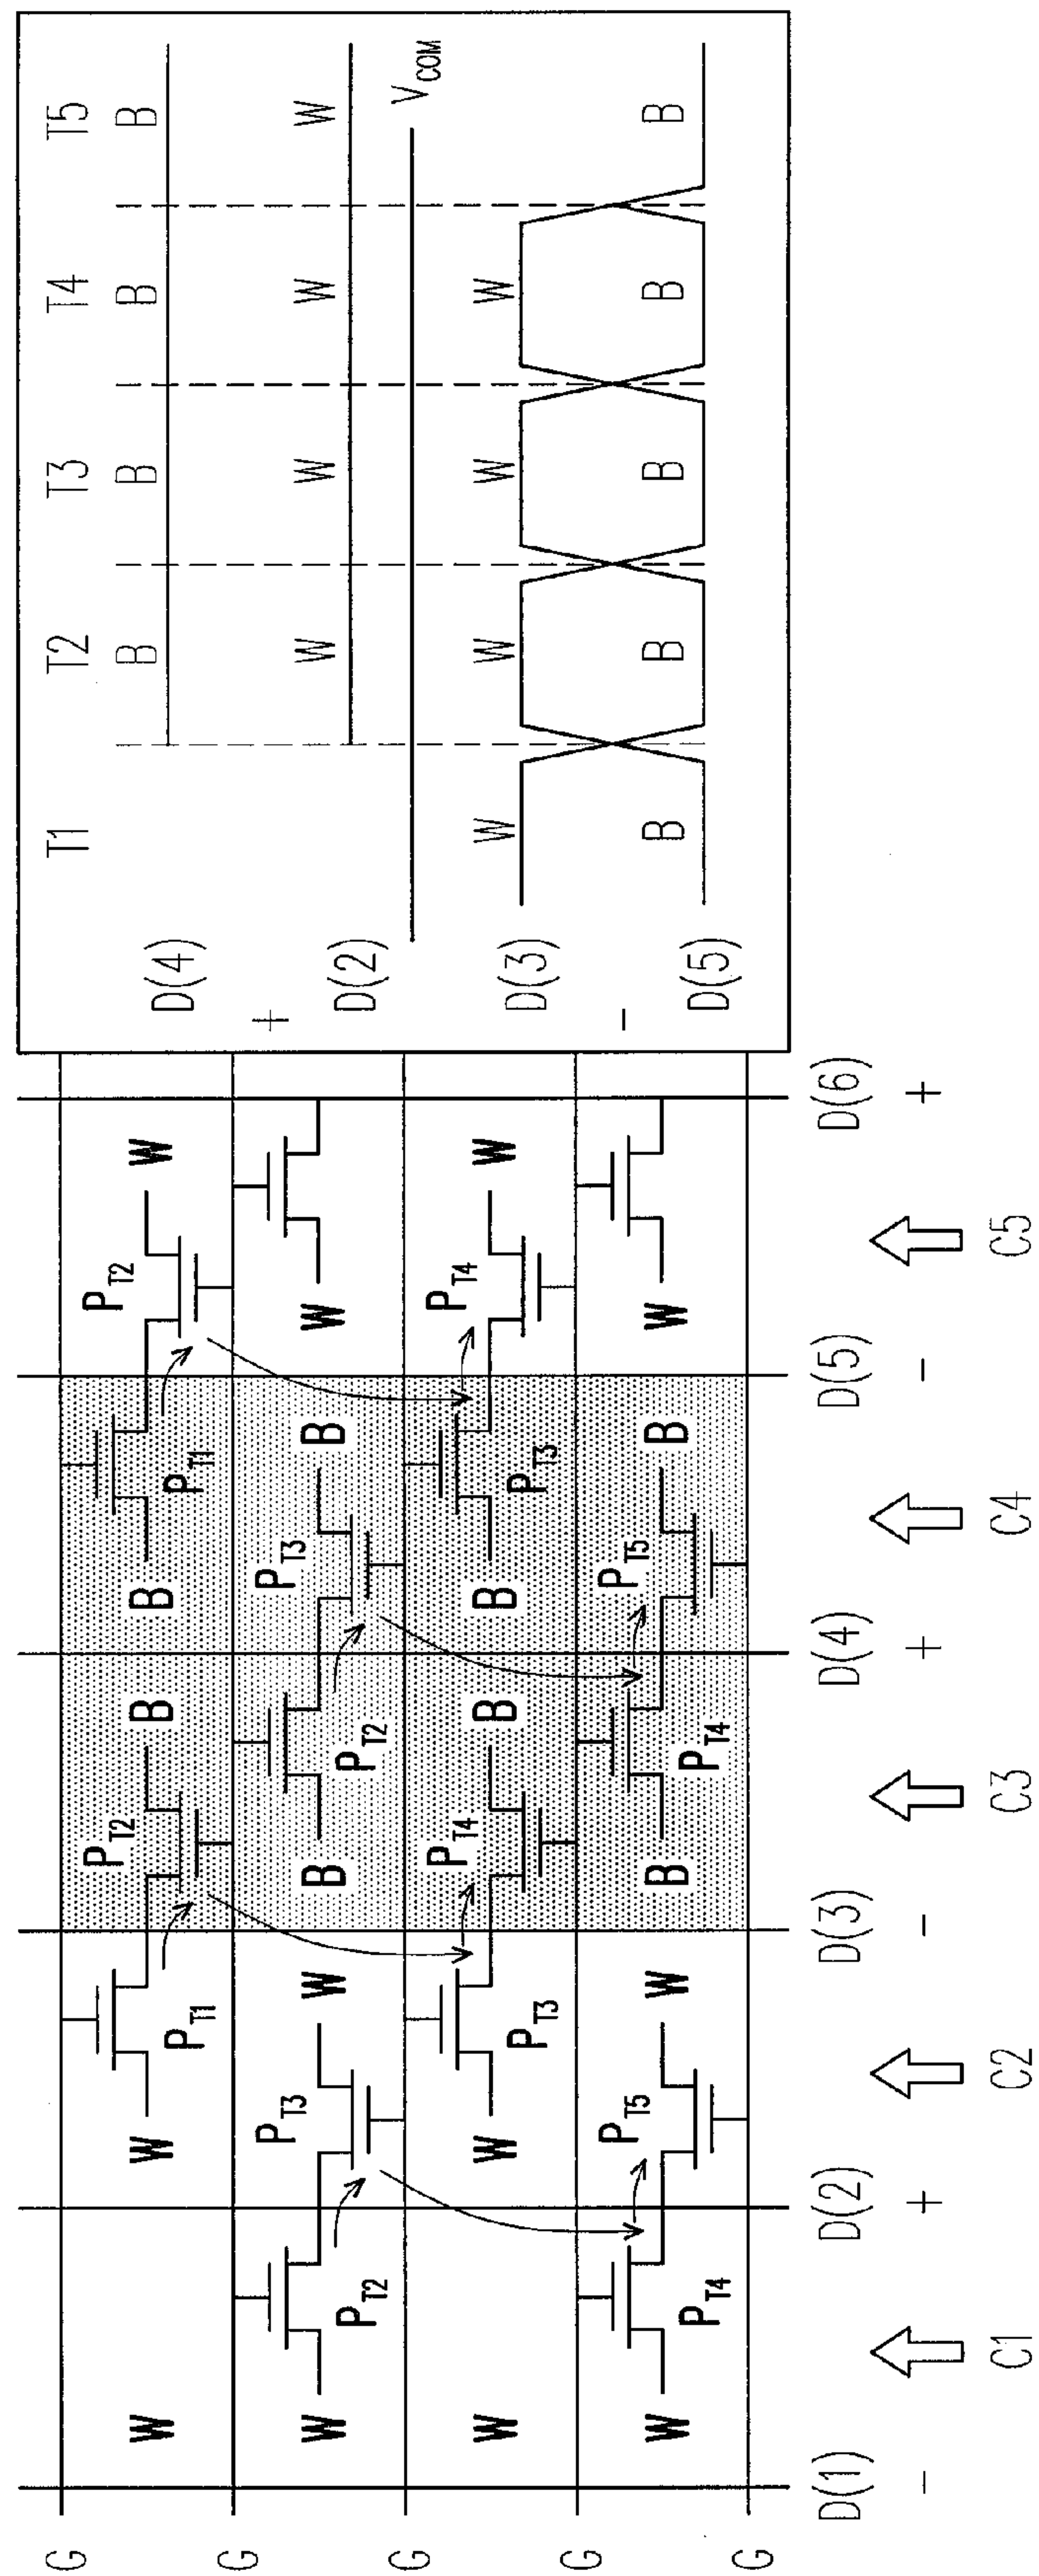 G
P_T2 P_T2
W W B B W
P_T1 P_T1
G
P_T3 P_T3
W W B B W
P_T2 P_T2
G
P_T4 P_T4
W W B B W
P_T3 P_T3
G
P_T5 P_T5
W W B B W
P_T4 P_T4
G
D(1) D(2) D(3) D(4) D(5) D(6)
- + - + - +
C1 C2 C3 C4 C5
T1 T2 T3 T4 T5
B B B B
D(4)
+
W W W W
D(2)
V_COM
W W W W
D(3)
-
B B B B B
D(5)